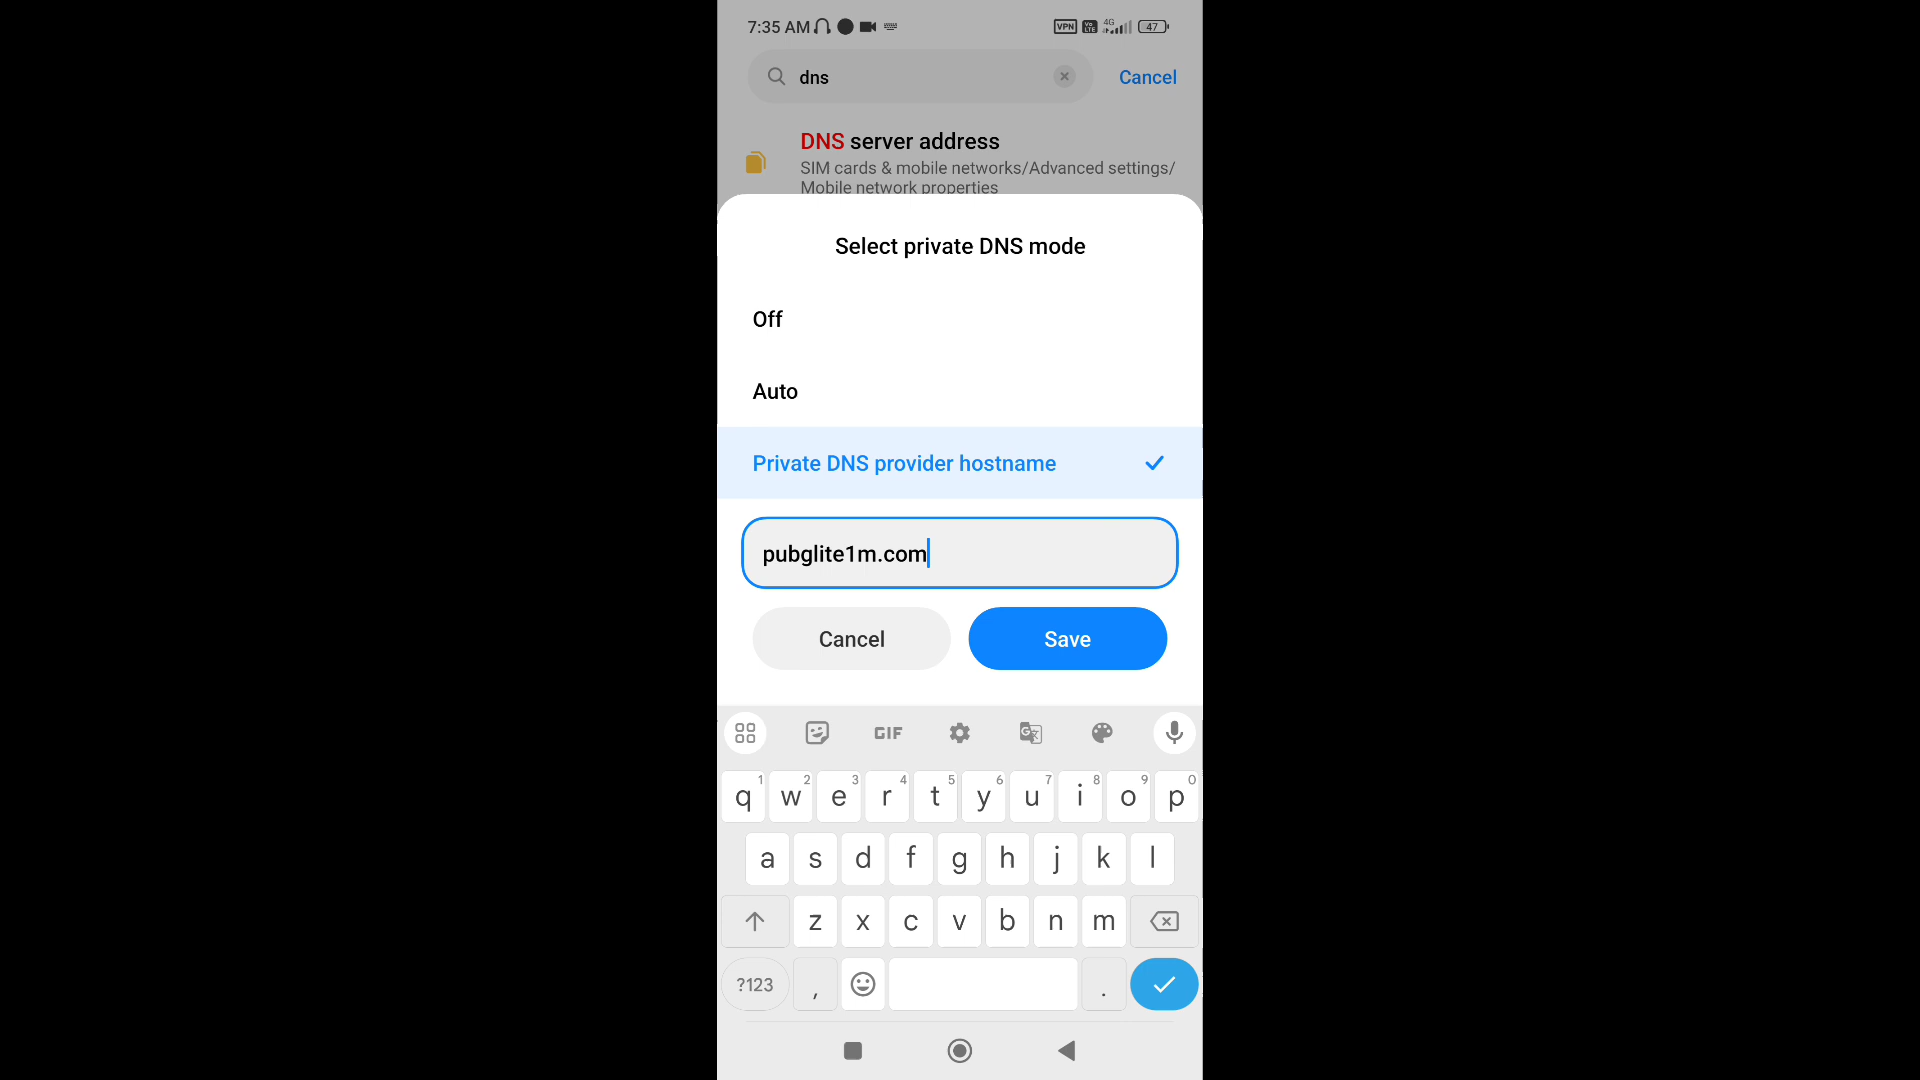 7:35 AM
VPN
Vo
LTE
4G
47
dns
Cancel
DNS server address
SIM cards & mobile networks/Advanced settings/
Mobile network properties
Select private DNS mode
Off
Auto
Private DNS provider hostname
pubglite1m.com
Cancel
Save
GIF
1 2 3 4 5 6 7 8 9 0
q w e r t y u i o p
a s d f g h j k l
z x c v b n m
?123 , .